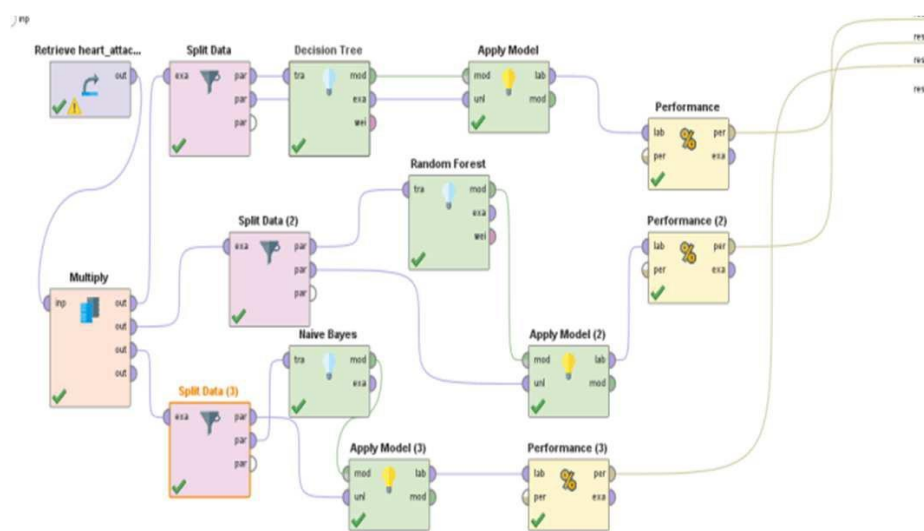 inp
res
res
res
Retrieve heart_attac...
out
Split Data
exa par
par
par
Decision Tree
tra mod
exa
wei
Apply Model
mod lab
unl mod
Performance
lab per
per exa
Random Forest
tra mod
exa
wei
Split Data (2)
exa par
par
par
Performance (2)
lab per
per exa
Multiply
inp out
out
out
out
Naive Bayes
tra mod
exa
Apply Model (2)
mod lab
unl mod
Split Data (3)
exa par
par
par
Apply Model (3)
mod lab
unl mod
Performance (3)
lab per
per exa